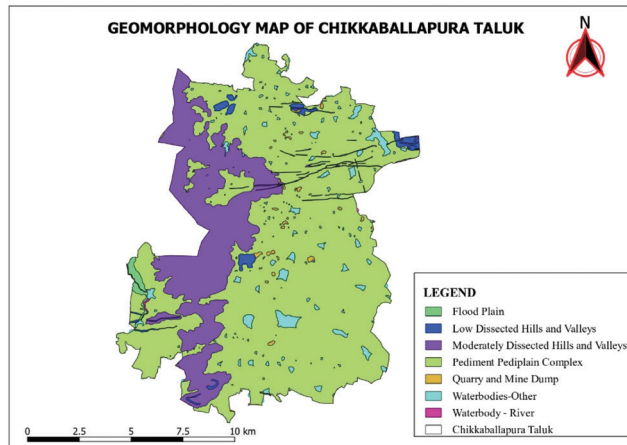 GEOMORPHOLOGY MAP OF CHIKKABALLAPURA TALUK
N
LEGEND
Flood Plain
Low Dissected Hills and Valleys
Moderately Dissected Hills and Valleys
Pediment Pediplain Complex
Quarry and Mine Dump
Waterbodies-Other
Waterbody - River
Chikkaballapura Taluk
0 2.5 5 7.5 10 km